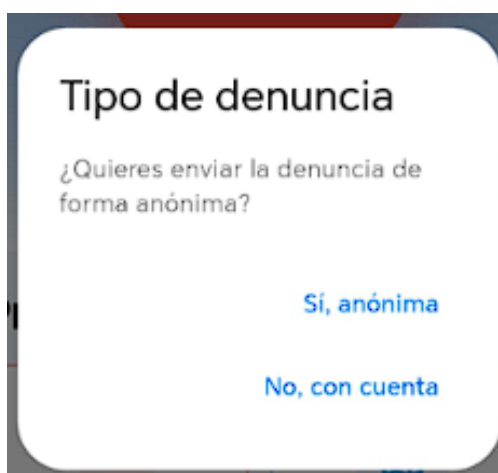 Tipo de denuncia
¿Quieres enviar la denuncia de
forma anónima?
Sí, anónima
No, con cuenta